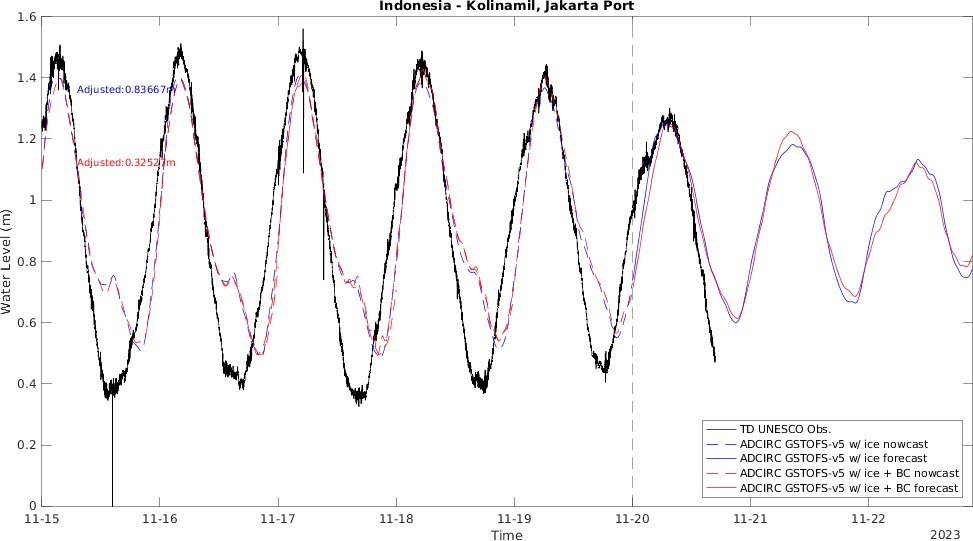 Indonesia - Kolinamil, Jakarta Port
1.6
1.4
1.2
1
0.8
0.6
0.4
0.2
0
Water Level (m)
Adjusted:0.83667m
Adjusted:0.32527m
TD UNESCO Obs.
ADCIRC GSTOFS-v5 w/ ice nowcast
ADCIRC GSTOFS-v5 w/ ice forecast
ADCIRC GSTOFS-v5 w/ ice + BC nowcast
ADCIRC GSTOFS-v5 w/ ice + BC forecast
11-15 11-16 11-17 11-18 11-19 11-20 11-21 11-22
Time
2023